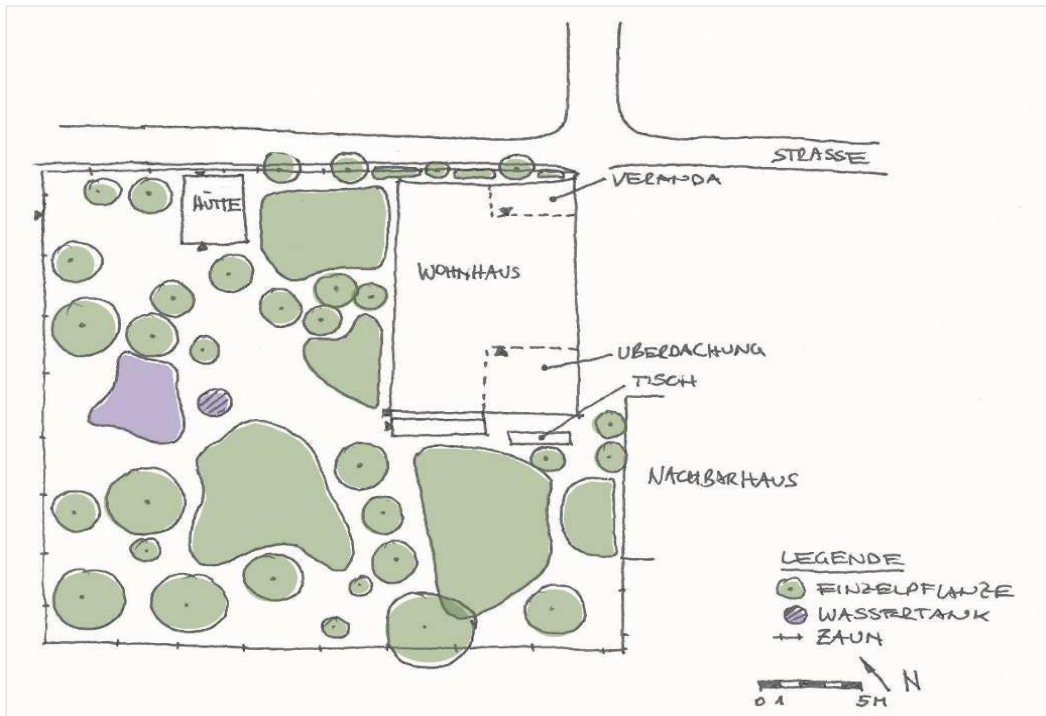 STRASSE
VERANDA
HÜTTE
WOHNHAUS
ÜBERDACHUNG
TISCH
NACHBARHAUS
LEGENDE
EINZELPFLANZE
WASSERTANK
ZAUN
N
0 1 5M